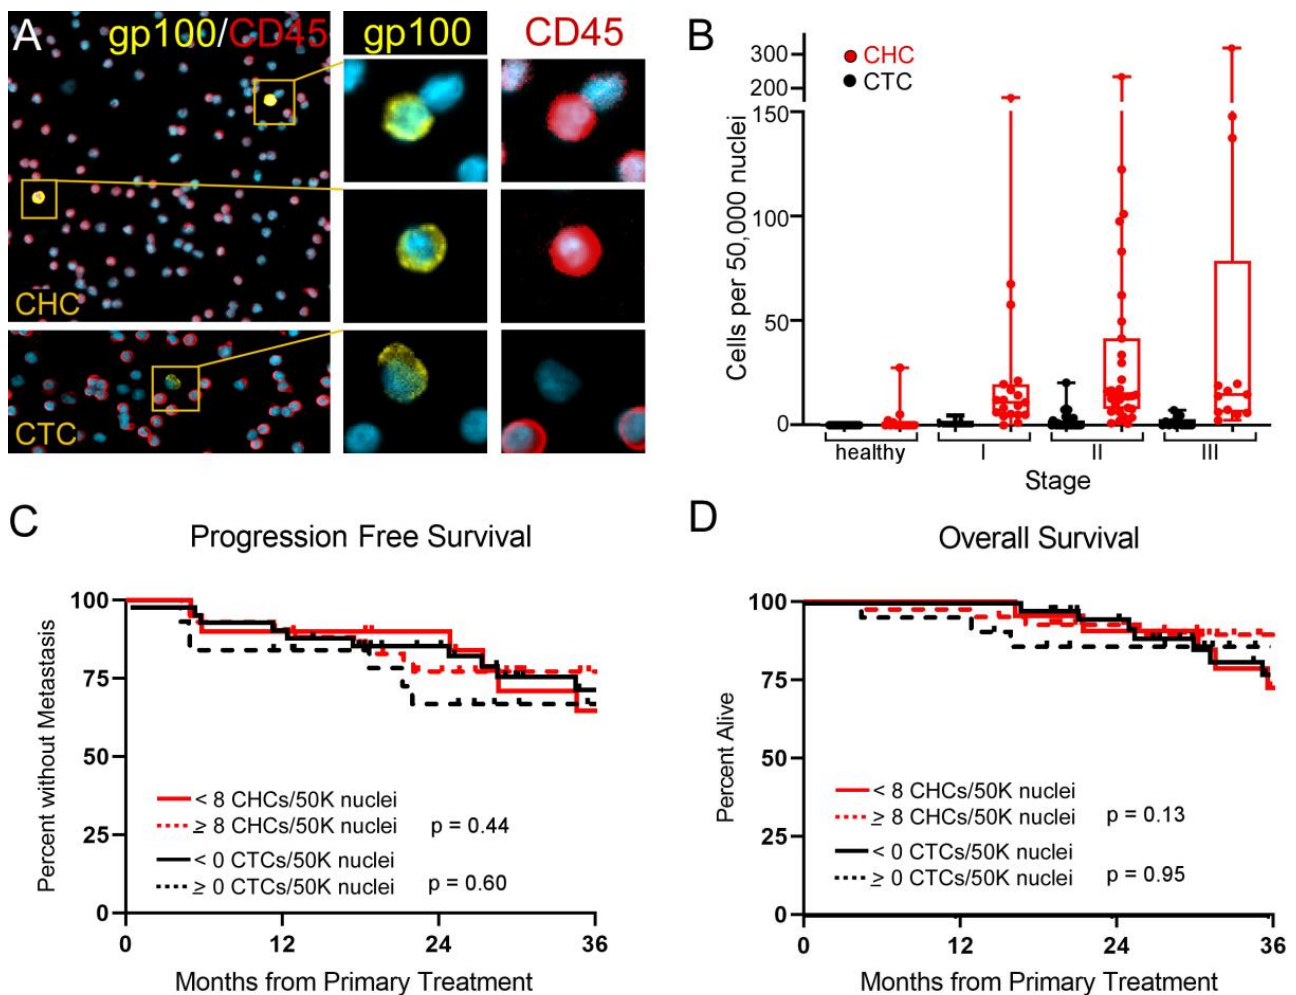 A
gp100/CD45
gp100
CD45
CHC
CTC
B
CHC
CTC
300
200
150
100
50
0
Cells per 50,000 nuclei
healthy
I
II
III
Stage
C
Progression Free Survival
100
75
50
25
0
Percent without Metastasis
< 8 CHCs/50K nuclei
≥ 8 CHCs/50K nuclei
p = 0.44
< 0 CTCs/50K nuclei
≥ 0 CTCs/50K nuclei
p = 0.60
0
12
24
36
Months from Primary Treatment
D
Overall Survival
100
75
50
25
0
Percent Alive
< 8 CHCs/50K nuclei
≥ 8 CHCs/50K nuclei
p = 0.13
< 0 CTCs/50K nuclei
≥ 0 CTCs/50K nuclei
p = 0.95
0
12
24
36
Months from Primary Treatment